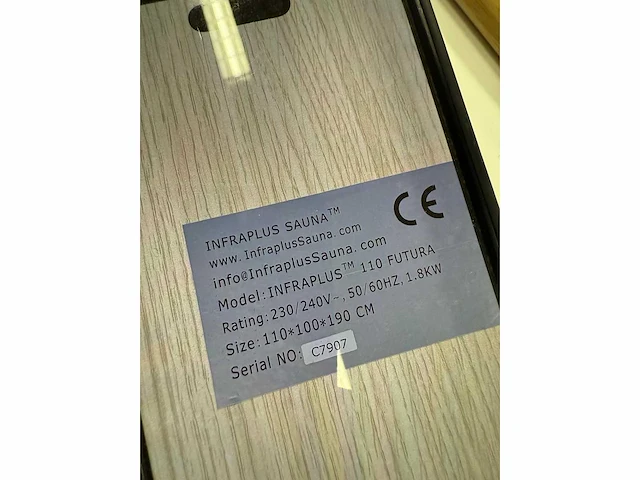 CE
INFRAPLUS SAUNA™
www.InfraplusSauna.com
info@InfraplusSauna.com
Model:INFRAPLUS™ 110 FUTURA
Rating:230/240V~,50/60HZ,1.8KW
Size:110*100*190 CM
Serial NO: C7907